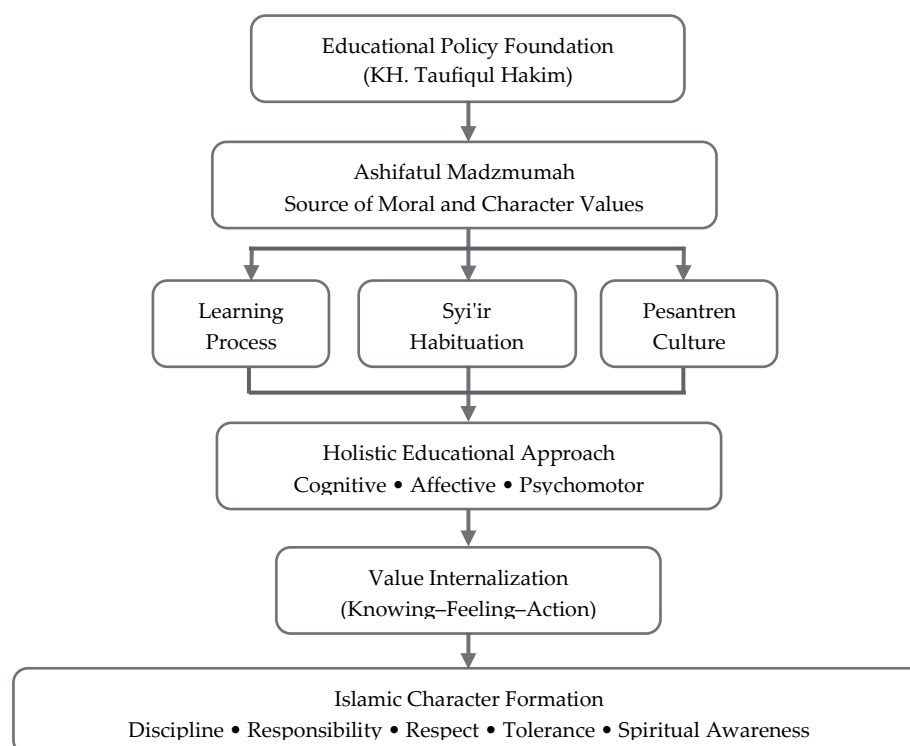 Educational Policy Foundation
(KH. Taufiqul Hakim)
Ashifatul Madzmumah
Source of Moral and Character Values
Learning
Process
Syi'ir
Habituation
Pesantren
Culture
Holistic Educational Approach
Cognitive • Affective • Psychomotor
Value Internalization
(Knowing–Feeling–Action)
Islamic Character Formation
Discipline • Responsibility • Respect • Tolerance • Spiritual Awareness